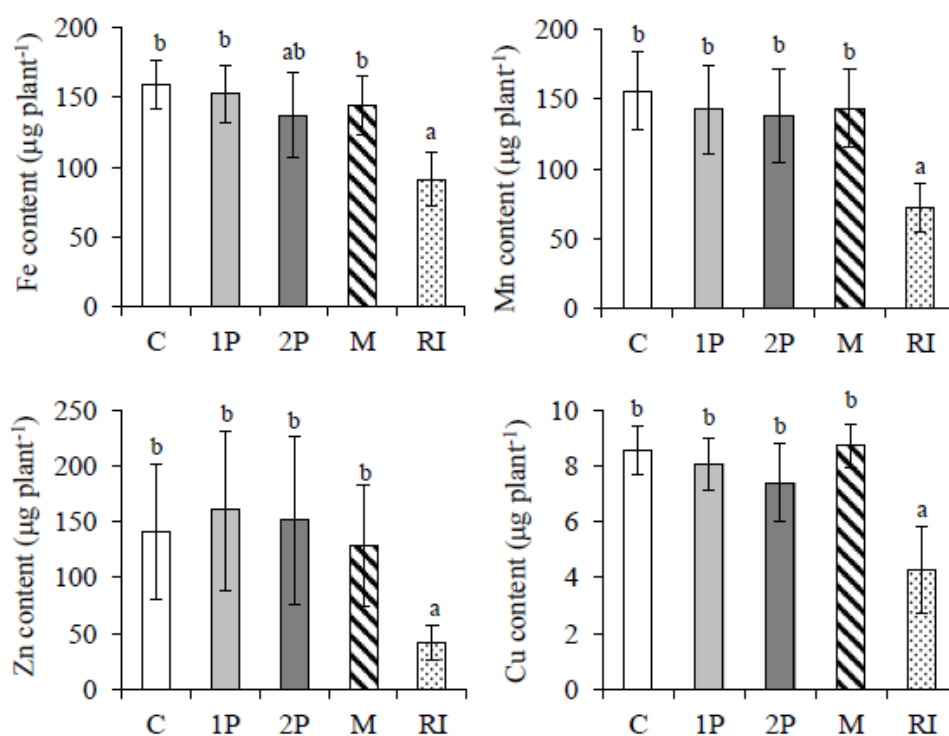 Fe content (µg plant⁻¹)
200
150
100
50
0
b b ab b a
C 1P 2P M RI
Mn content (µg plant⁻¹)
200
150
100
50
0
b b b b a
C 1P 2P M RI
Zn content (µg plant⁻¹)
250
200
150
100
50
0
b b b b a
C 1P 2P M RI
Cu content (µg plant⁻¹)
10
8
6
4
2
0
b b b b a
C 1P 2P M RI